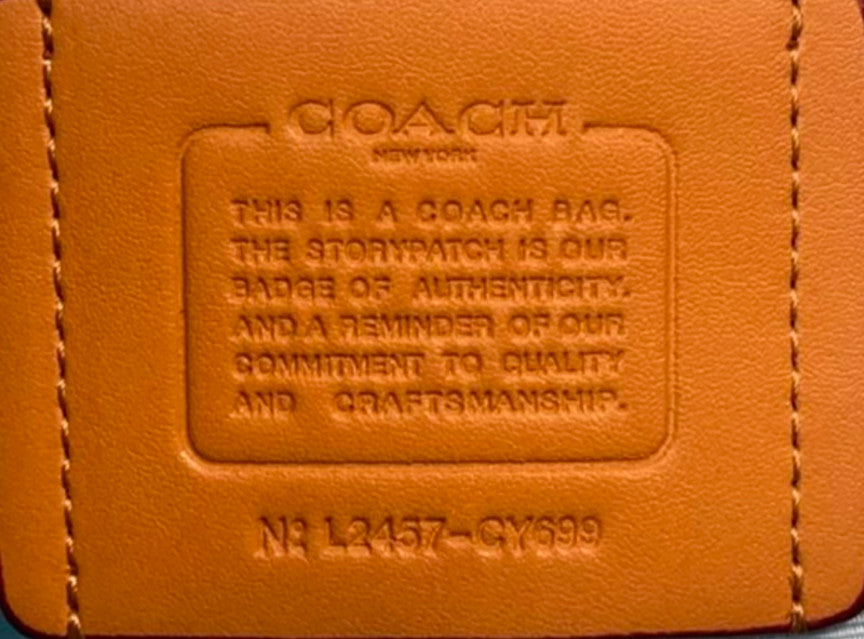 COACH
NEW YORK
THIS IS A COACH BAG.
THE STORYPATCH IS OUR
BADGE OF AUTHENTICITY,
AND A REMINDER OF OUR
COMMITMENT TO QUALITY
AND CRAFTSMANSHIP.
Nº L2457-CY699